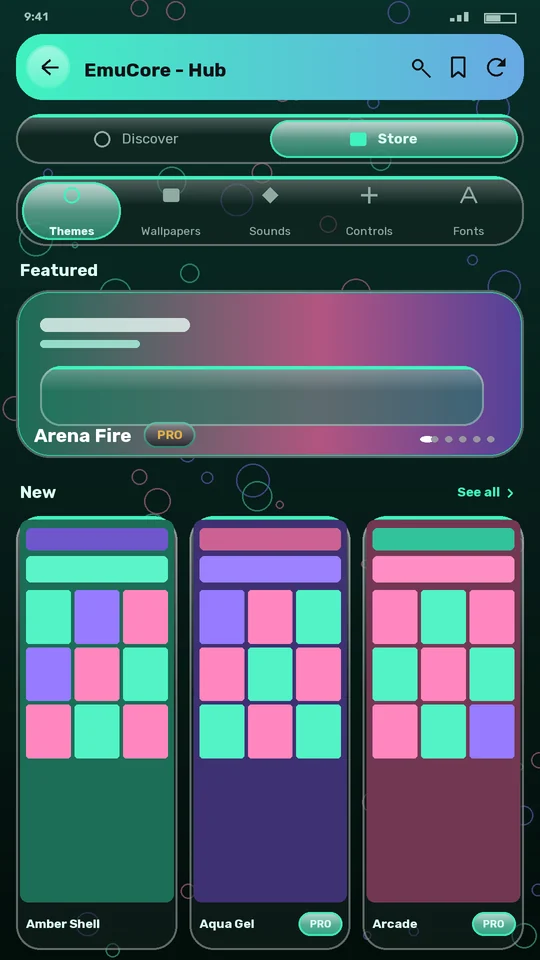 9:41
EmuCore - Hub
Discover
Store
Themes
Wallpapers
Sounds
Controls
Fonts
Featured
Arena Fire
PRO
New
See all
Amber Shell
Aqua Gel
PRO
Arcade
PRO